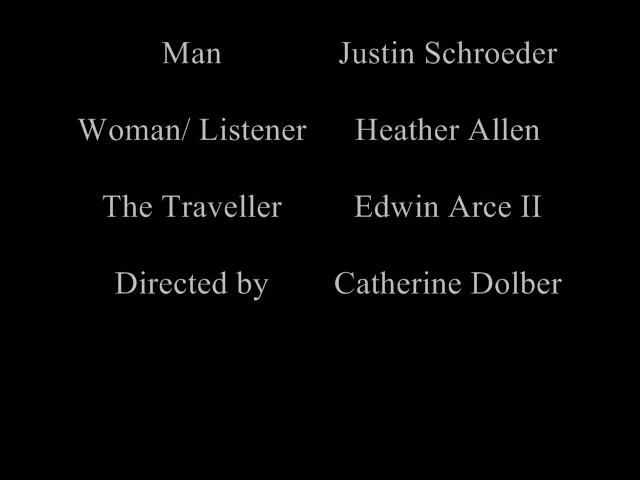 Man Justin Schroeder
Woman/ Listener Heather Allen
The Traveller Edwin Arce II
Directed by Catherine Dolber